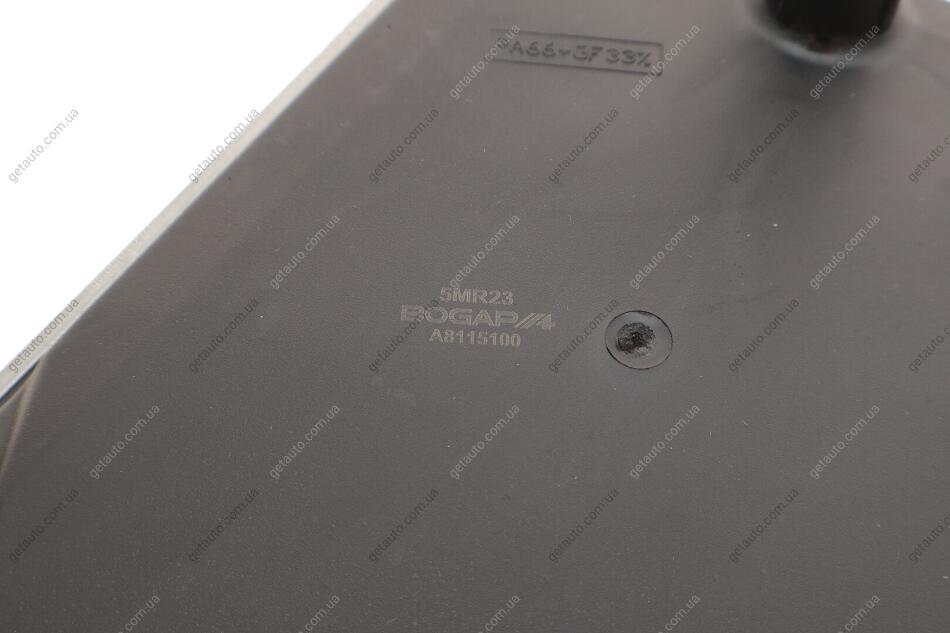 PA66+GF33%
5MR23
BOGAP
A8115100
getauto.com.ua